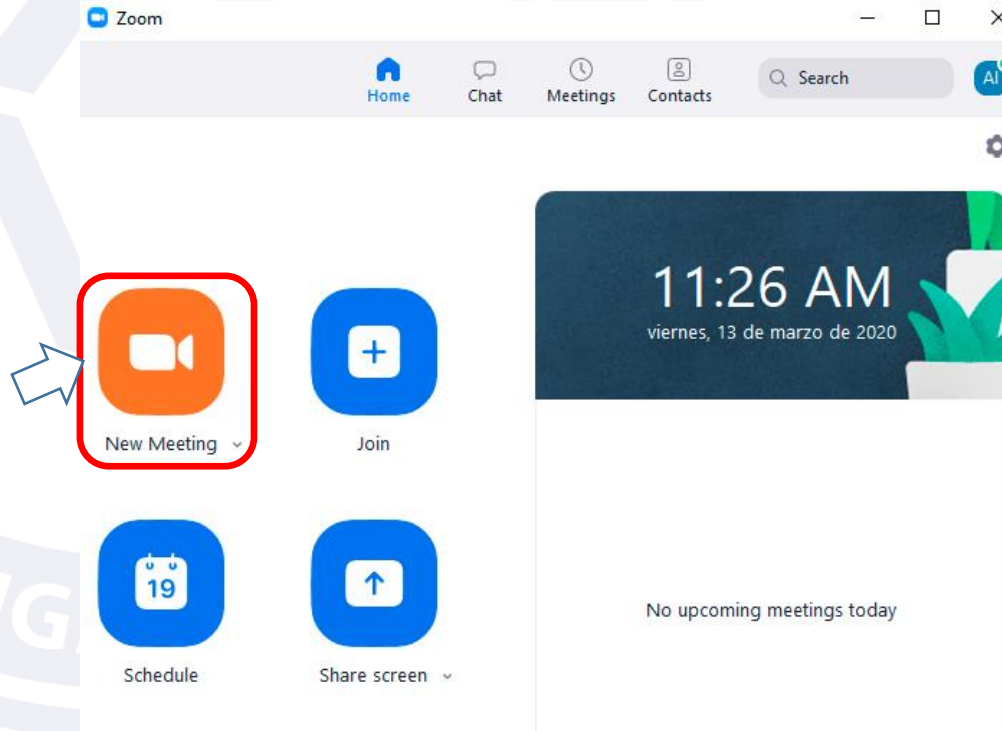 Zoom
Home
Chat
Meetings
Contacts
Search
AI
11:26 AM
viernes, 13 de marzo de 2020
New Meeting
Join
19
Schedule
Share screen
No upcoming meetings today
G